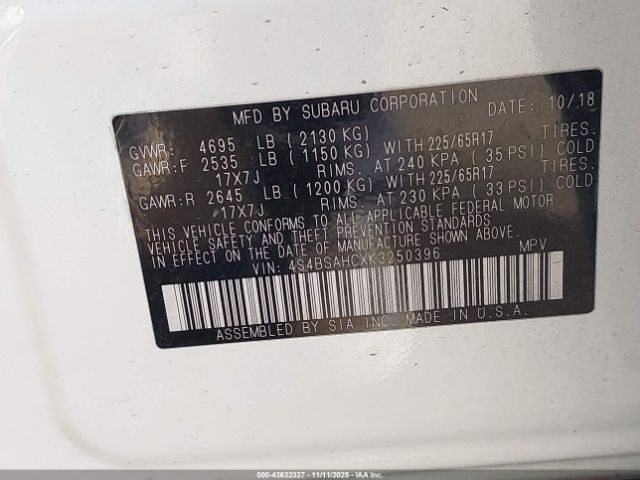 MFD BY SUBARU CORPORATION DATE: 10/18
GVWR: 4695 LB (2130 KG)
GAWR:F 2535 LB (1150 KG) WITH 225/65R17 TIRES.
17X7J RIMS. AT 240 KPA (35 PSI) COLD
GAWR:R 2645 LB (1200 KG) WITH 225/65R17 TIRES.
17X7J RIMS. AT 230 KPA (33 PSI) COLD
THIS VEHICLE CONFORMS TO ALL APPLICABLE FEDERAL MOTOR
VEHICLE SAFETY AND THEFT PREVENTION STANDARDS IN
EFFECT ON THE DATE OF MANUFACTURE SHOWN ABOVE.
VIN: 4S4BSAHCXK3250396 MPV
ASSEMBLED BY SIA INC. MADE IN U.S.A.
000-43632327 - 11/11/2025 - IAA Inc.